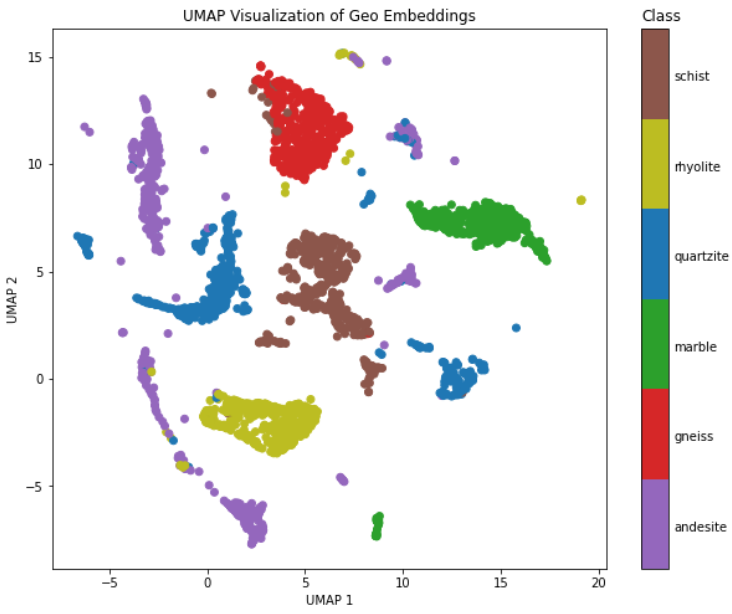 UMAP Visualization of Geo Embeddings
Class
15
10
5
0
−5
UMAP 2
−5
0
5
10
15
20
UMAP 1
schist
rhyolite
quartzite
marble
gneiss
andesite